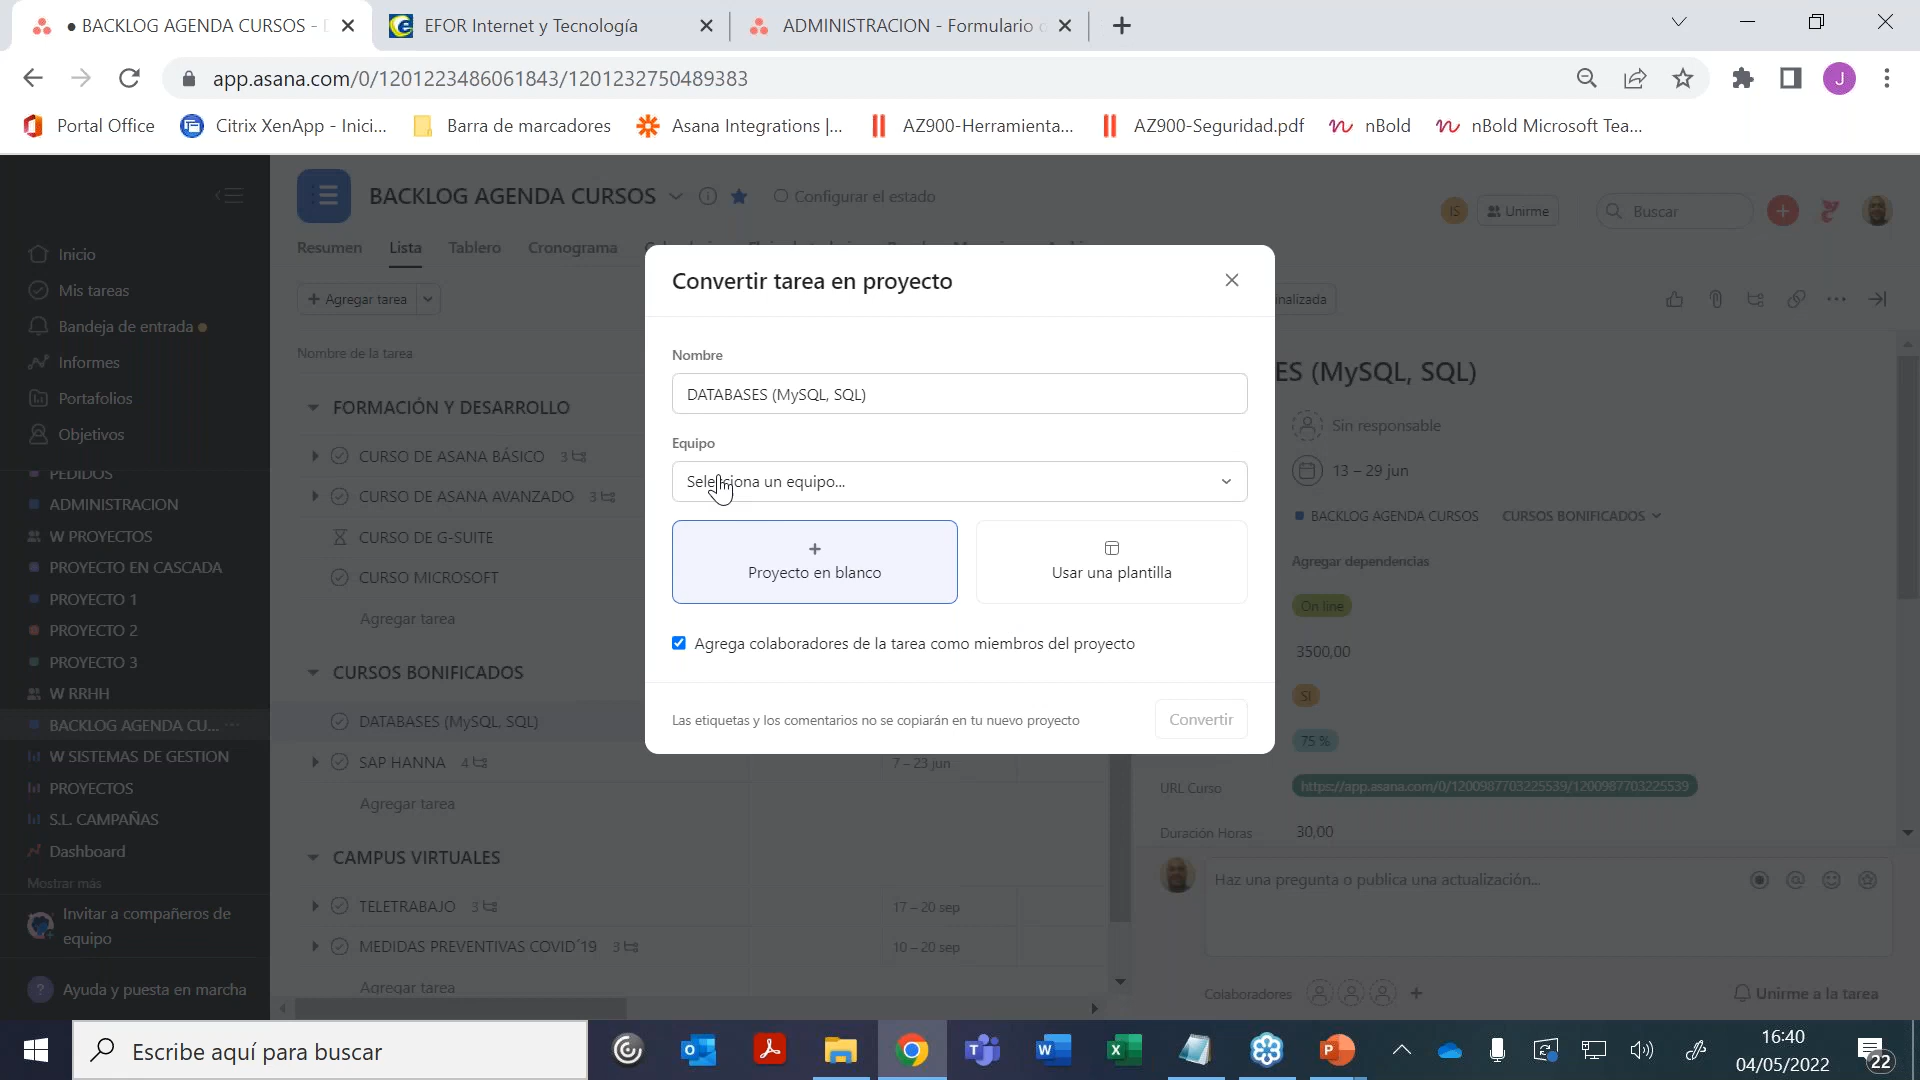 ● BACKLOG AGENDA CURSOS -
EFOR Internet y Tecnología
ADMINISTRACION - Formulario
app.asana.com/0/1201223486061843/1201232750489383
J
Portal Office
Citrix XenApp - Inici...
Barra de marcadores
Asana Integrations |...
AZ900-Herramienta...
AZ900-Seguridad.pdf
nBold
nBold Microsoft Tea...
BACKLOG AGENDA CURSOS
Configurar el estado
IS
Unirme
Buscar
Resumen
Lista
Tablero
Cronograma
Inicio
Mis tareas
Bandeja de entrada
Informes
Portafolios
Objetivos
PEDIDOS
ADMINISTRACION
W PROYECTOS
PROYECTO EN CASCADA
PROYECTO 1
PROYECTO 2
PROYECTO 3
W RRHH
BACKLOG AGENDA CU... ...
W SISTEMAS DE GESTION
PROYECTOS
S.L. CAMPAÑAS
Dashboard
Mostrar más
Invitar a compañeros de
equipo
? Ayuda y puesta en marcha
+ Agregar tarea
Nombre de la tarea
FORMACIÓN Y DESARROLLO
CURSO DE ASANA BÁSICO 3
CURSO DE ASANA AVANZADO 3
CURSO DE G-SUITE
CURSO MICROSOFT
Agregar tarea
CURSOS BONIFICADOS
DATABASES (MySQL, SQL)
SAP HANNA 4
7 – 23 jun
Agregar tarea
CAMPUS VIRTUALES
TELETRABAJO 3
17 – 20 sep
MEDIDAS PREVENTIVAS COVID´19 3
10 – 20 sep
Agregar tarea
Convertir tarea en proyecto
Nombre
DATABASES (MySQL, SQL)
Equipo
Selecciona un equipo...
+
Proyecto en blanco
Usar una plantilla
Agrega colaboradores de la tarea como miembros del proyecto
Las etiquetas y los comentarios no se copiarán en tu nuevo proyecto
Convertir
nalizada
ES (MySQL, SQL)
Sin responsable
13 – 29 jun
BACKLOG AGENDA CURSOS
CURSOS BONIFICADOS
Agregar dependencias
On line
3500,00
SI
75 %
URL Curso
https://app.asana.com/0/1200987703225539/1200987703225539
Duración Horas
30,00
Haz una pregunta o publica una actualización...
Colaboradores
Unirme a la tarea
Escribe aquí para buscar
16:40
04/05/2022
22